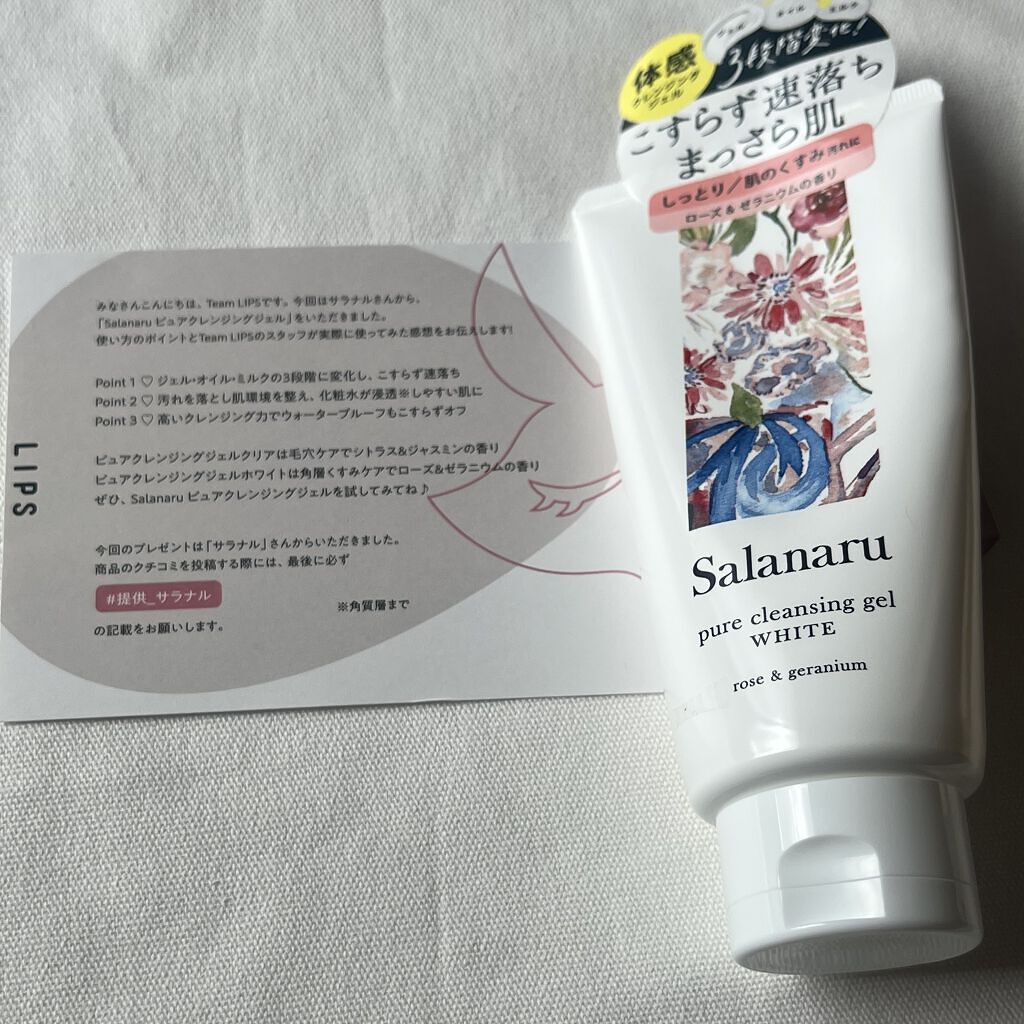 みなさんこんにちは、Team LIPSです。今回はサラナルさんから、
「Salanaru ピュアクレンジングジェル」をいただきました。
使い方のポイントとTeam LIPSのスタッフが実際に使ってみた感想をお伝えします!
Point 1 ♡ ジェル・オイル・ミルクの3段階に変化し、こすらず速落ち
Point 2 ♡ 汚れを落とし肌環境を整え、化粧水が浸透※しやすい肌に
Point 3 ♡ 高いクレンジング力でウォータープルーフもこすらずオフ
ピュアクレンジングジェルクリアは毛穴ケアでシトラス&ジャスミンの香り
ピュアクレンジングジェルホワイトは角層くすみケアでローズ&ゼラニウムの香り
ぜひ、Salanaru ピュアクレンジングジェルを試してみてね♪
今回のプレゼントは「サラナル」さんからいただきました。
商品のクチコミを投稿する際には、最後に必ず
#提供_サラナル
※角質層まで
の記載をお願いします。
LIPS
3段階変化!
体感
クレンジング
ジェル
こすらず速落ち
まっさら肌
しっとり/肌のくすみ汚れに
ローズ&ゼラニウムの香り
Salanaru
pure cleansing gel
WHITE
rose & geranium